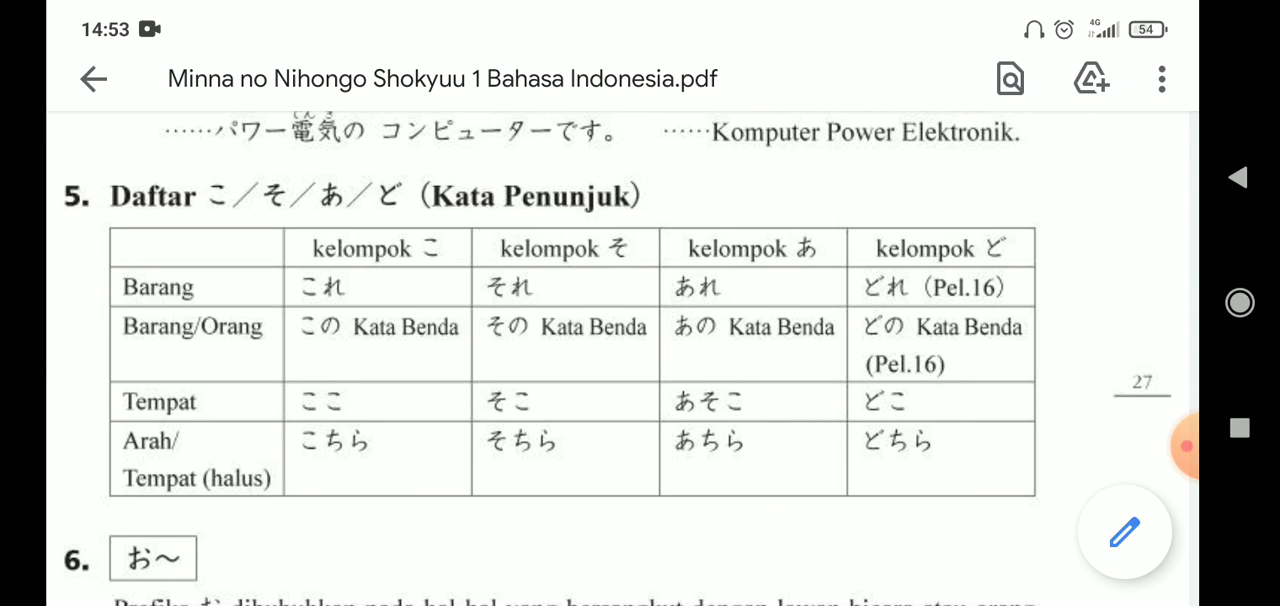 14:53
4G
54
Minna no Nihongo Shokyuu 1 Bahasa Indonesia.pdf
……パワー電気の コンピューターです。 ……Komputer Power Elektronik.
5. Daftar こ／そ／あ／ど（Kata Penunjuk）
kelompok こ kelompok そ kelompok あ kelompok ど
Barang これ それ あれ どれ（Pel.16）
Barang/Orang この Kata Benda その Kata Benda あの Kata Benda どの Kata Benda
(Pel.16)
Tempat ここ そこ あそこ どこ
Arah/ こちら そちら あちら どちら
Tempat (halus)
27
6. お～